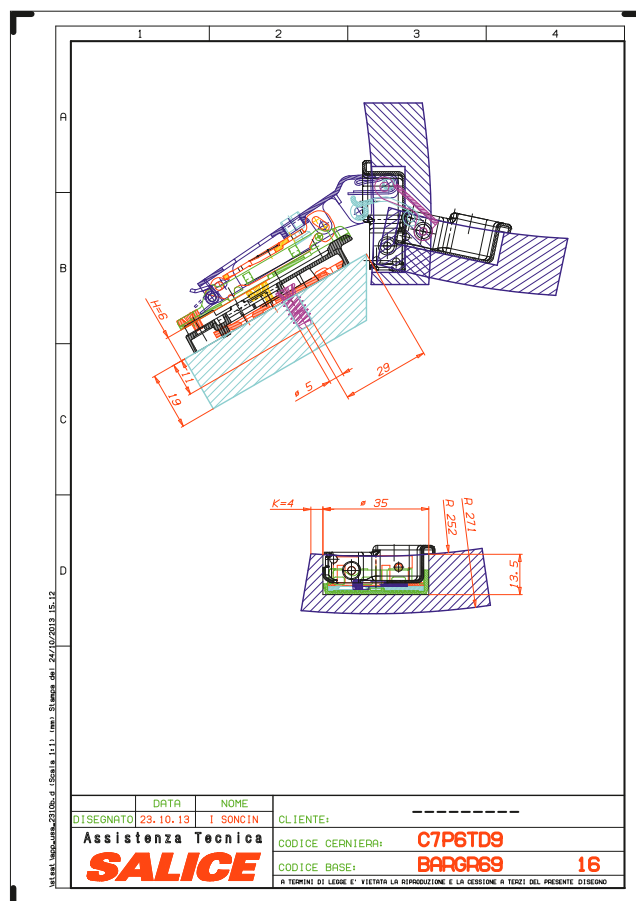 1 2 3 4
A
B
C
D
H=6
11
19
ø 5
29
K=4
ø 35
R 252
R 271
13.5
DATA NOME
DISEGNATO 23.10.13 I SONCIN
CLIENTE: ---------
Assistenza Tecnica
SALICE
CODICE CERNIERA: C7P6TD9
CODICE BASE: BARGR69 16
A TERMINI DI LEGGE E' VIETATA LA RIPRODUZIONE E LA CESSIONE A TERZI DEL PRESENTE DISEGNO
(Scala 1:1) (mm) Stampa del 24/10/2013 15.12